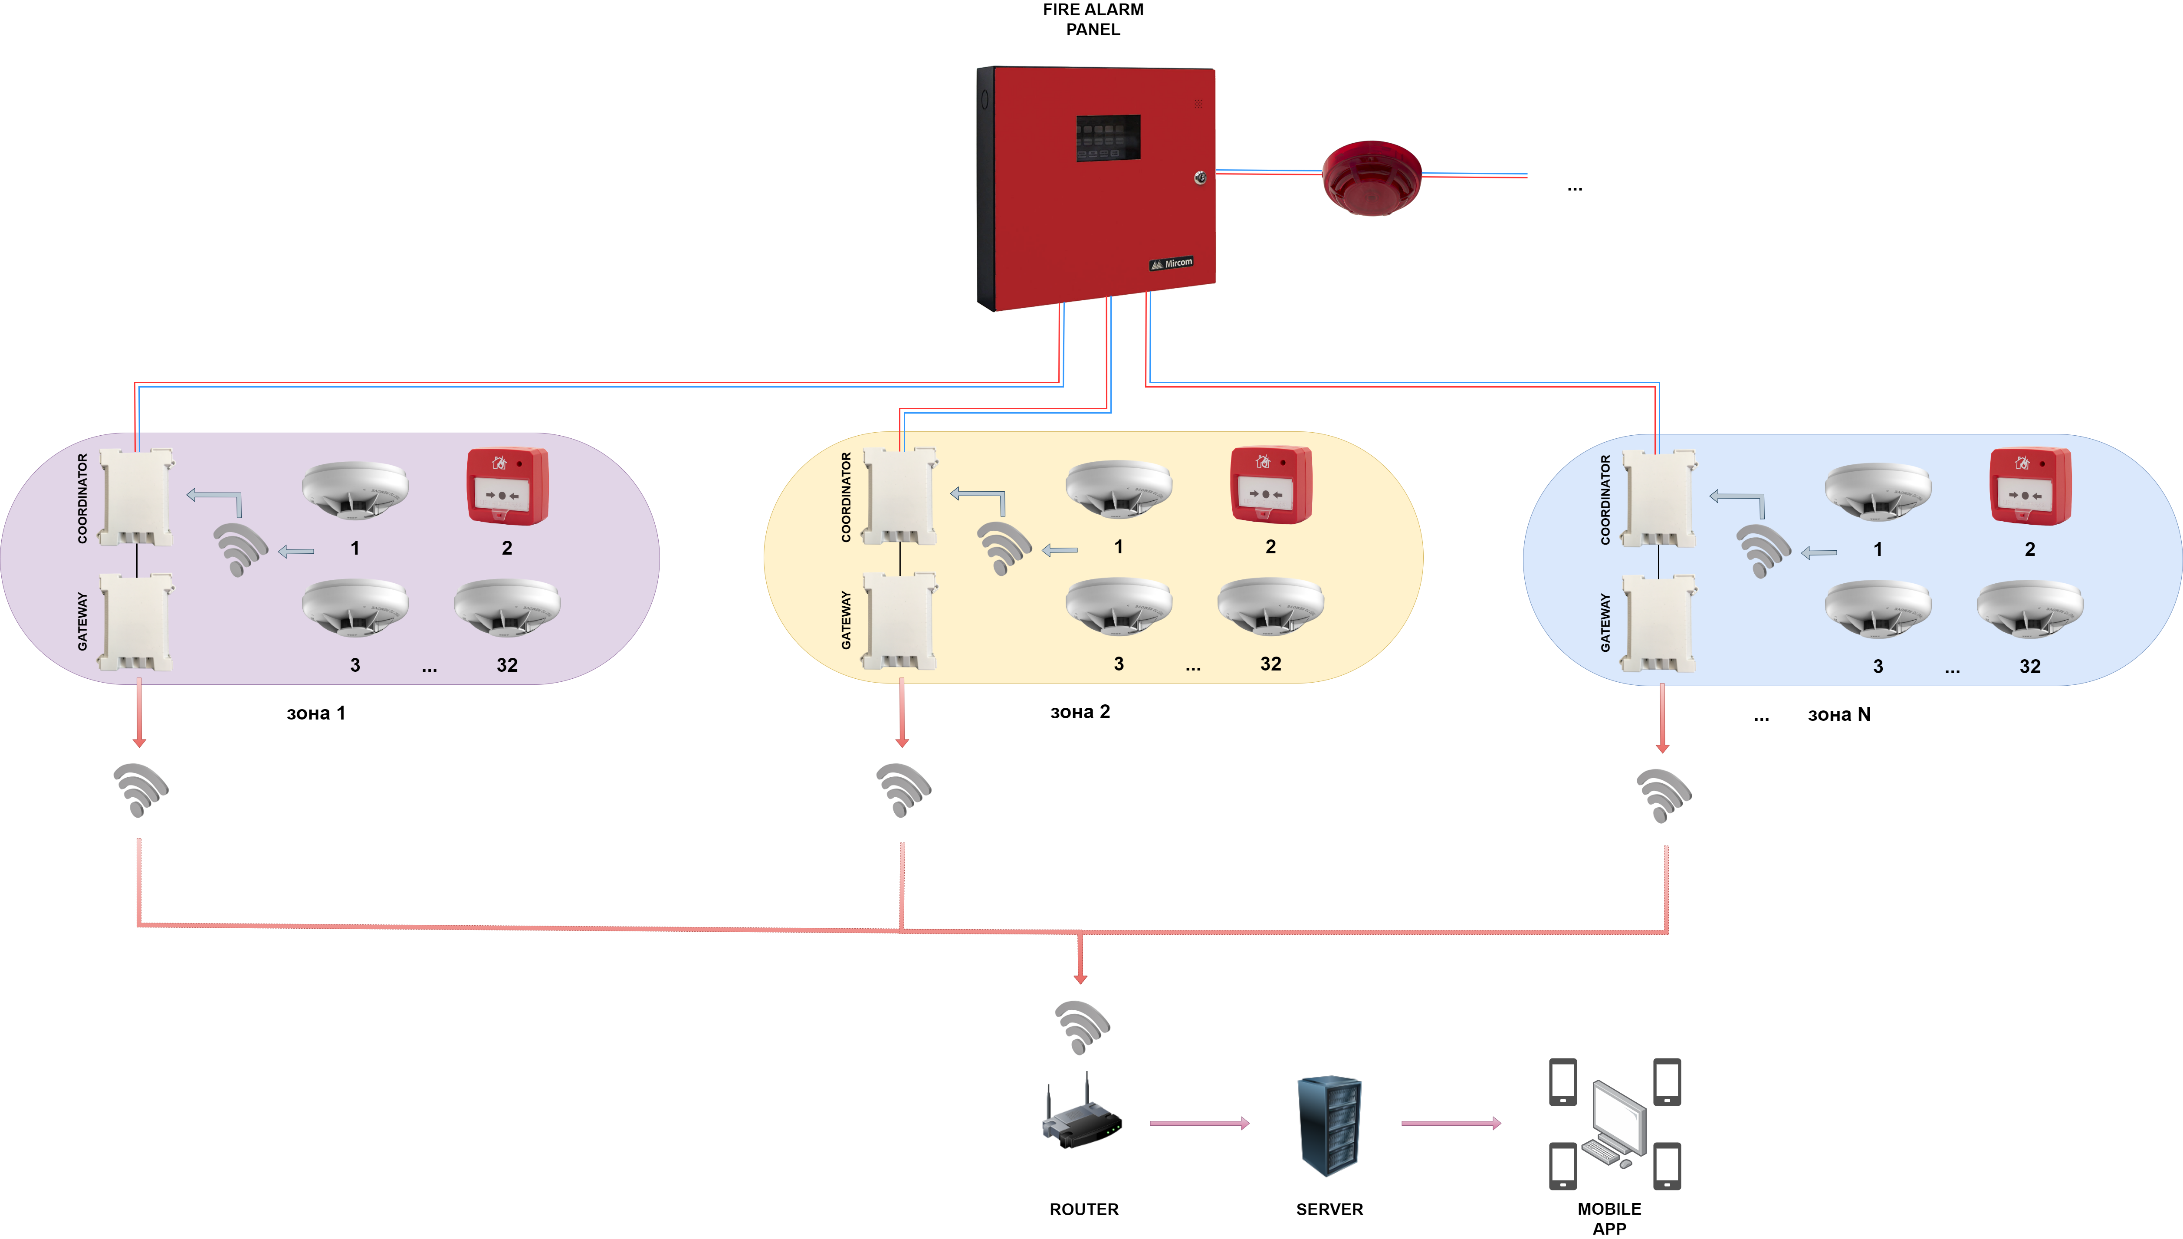 FIRE ALARM
PANEL
Mircom
...
COORDINATOR
GATEWAY
1
2
3
...
32
зона 1
COORDINATOR
GATEWAY
1
2
3
...
32
зона 2
COORDINATOR
GATEWAY
1
2
3
...
32
...
зона N
ROUTER
SERVER
MOBILE
APP